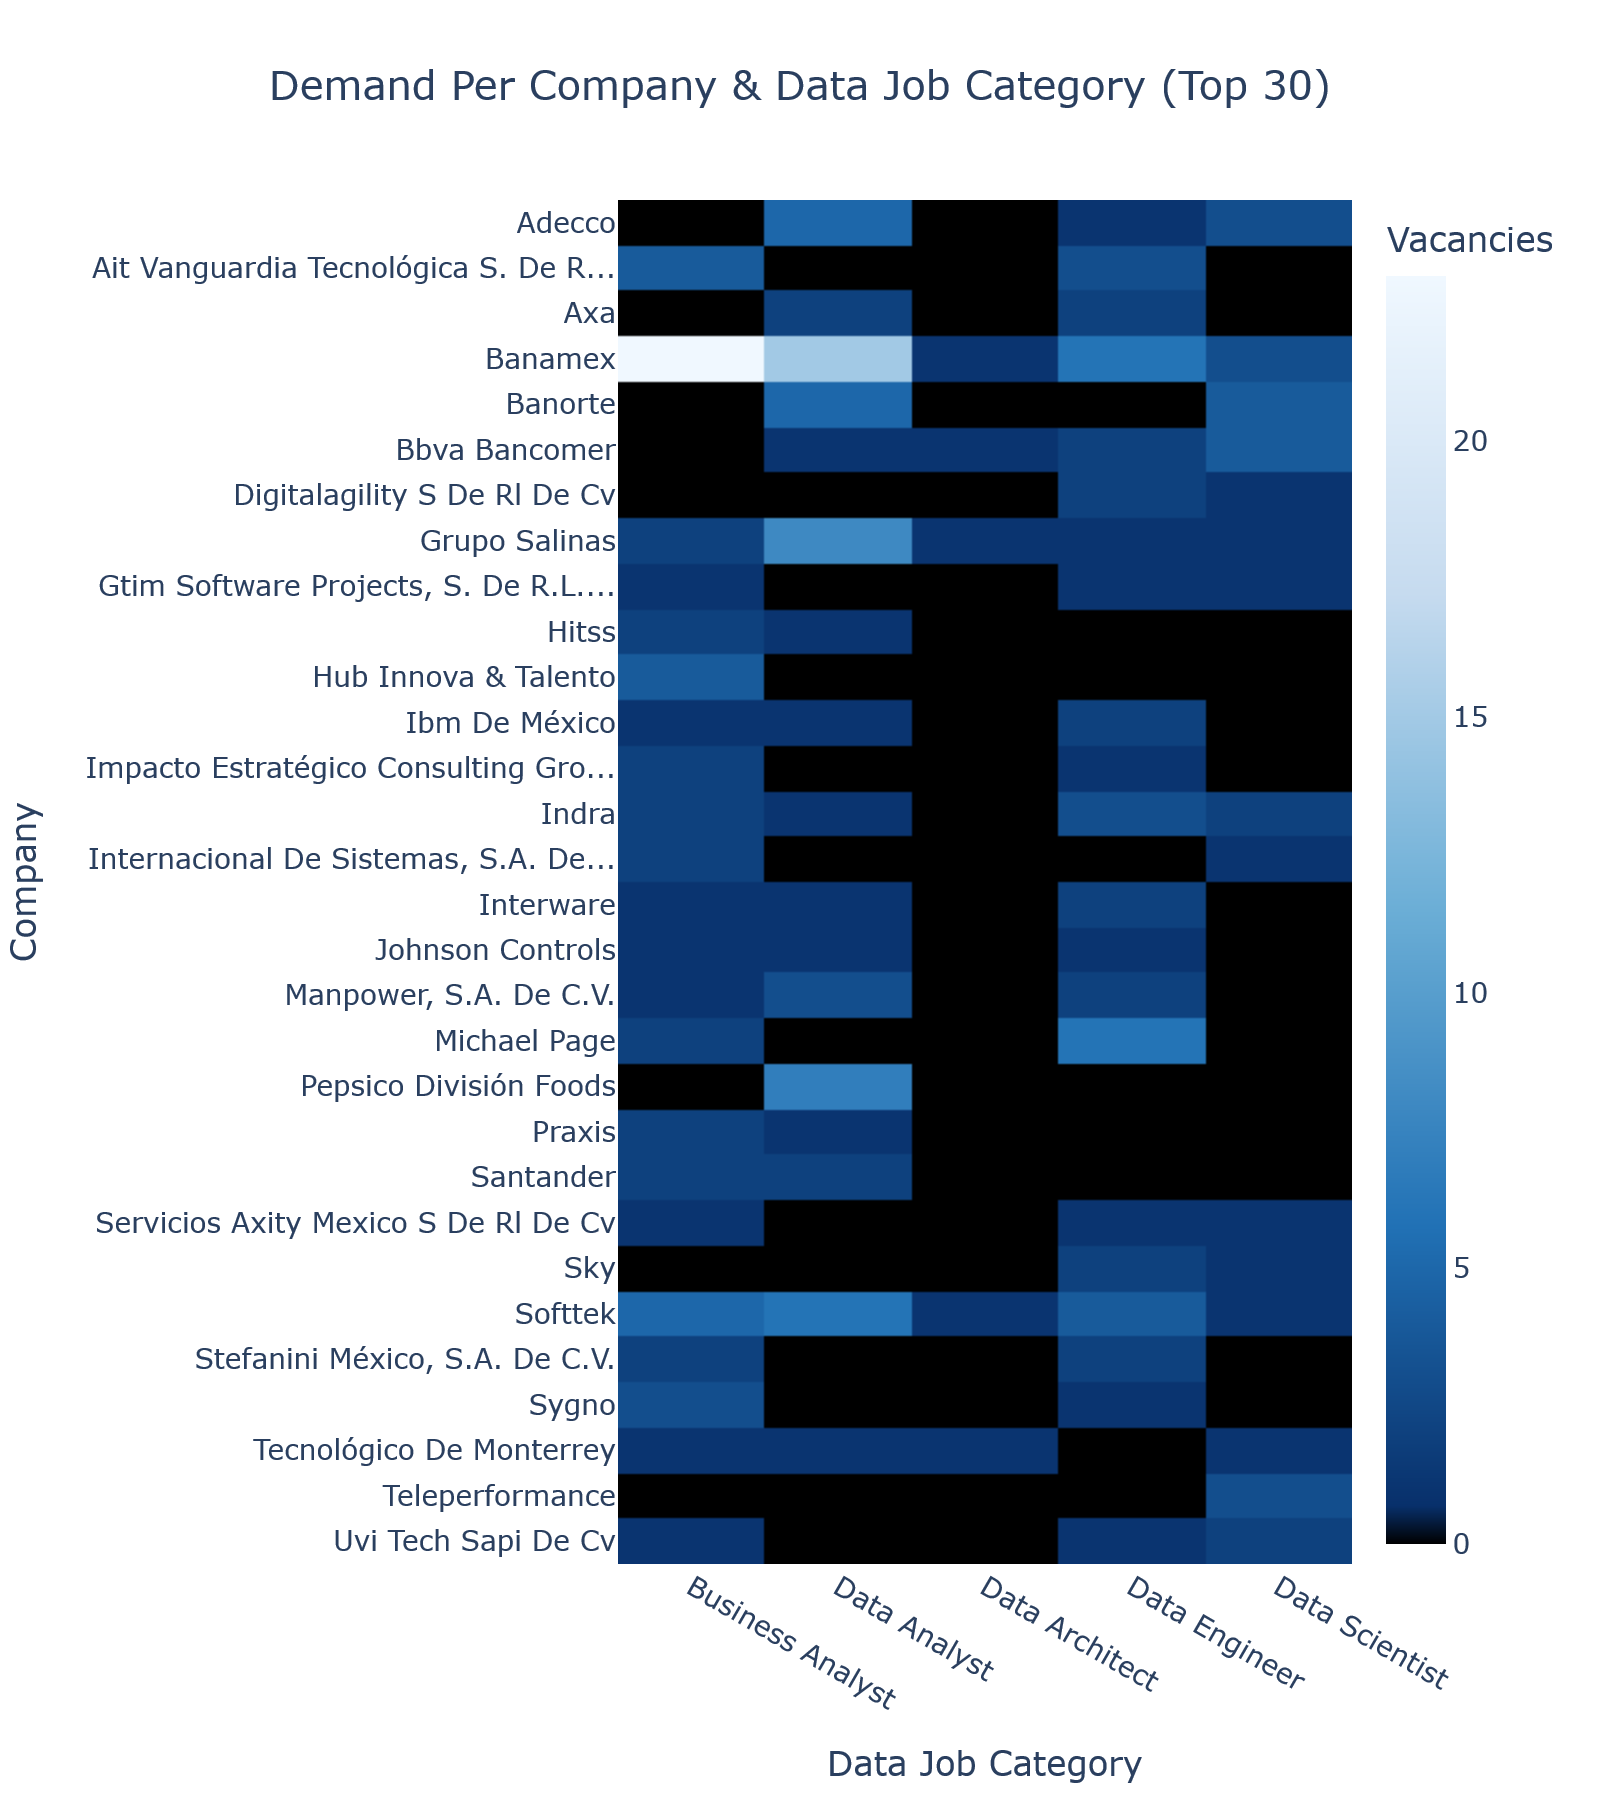 Demand Per Company & Data Job Category (Top 30)
Vacancies
20
15
10
5
0
Company
Adecco
Ait Vanguardia Tecnológica S. De R...
Axa
Banamex
Banorte
Bbva Bancomer
Digitalagility S De Rl De Cv
Grupo Salinas
Gtim Software Projects, S. De R.L....
Hitss
Hub Innova & Talento
Ibm De México
Impacto Estratégico Consulting Gro...
Indra
Internacional De Sistemas, S.A. De...
Interware
Johnson Controls
Manpower, S.A. De C.V.
Michael Page
Pepsico División Foods
Praxis
Santander
Servicios Axity Mexico S De Rl De Cv
Sky
Softtek
Stefanini México, S.A. De C.V.
Sygno
Tecnológico De Monterrey
Teleperformance
Uvi Tech Sapi De Cv
Business Analyst
Data Analyst
Data Architect
Data Engineer
Data Scientist
Data Job Category